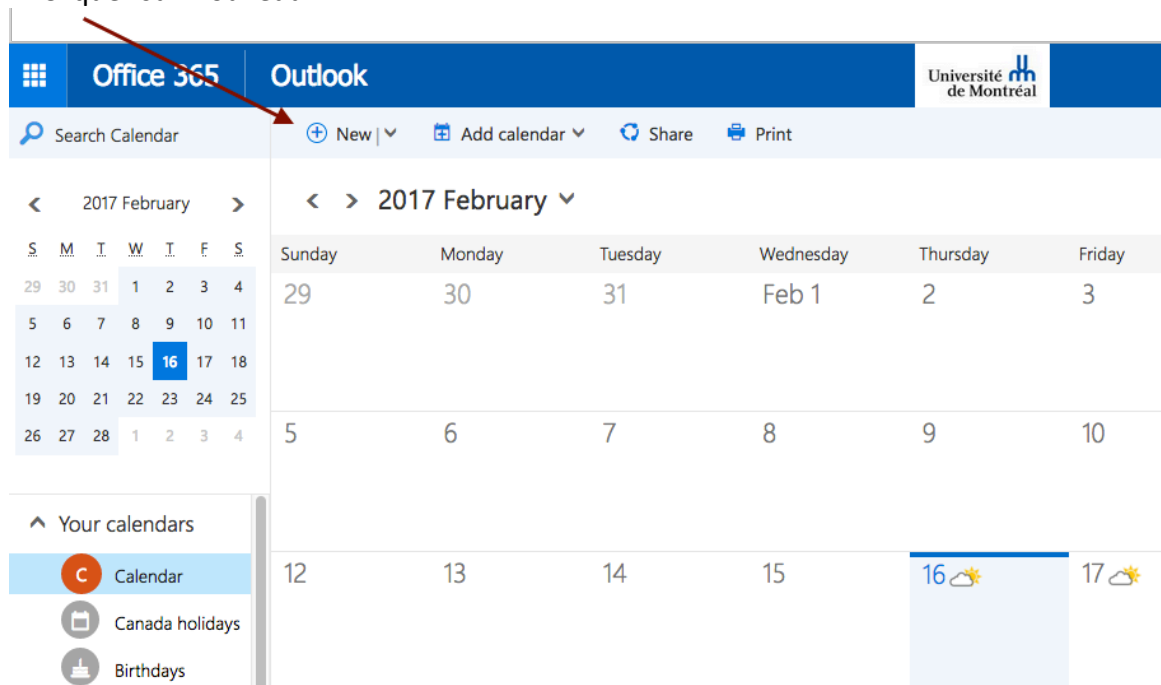 Office 365 Outlook Université de Montréal
Search Calendar New Add calendar Share Print
2017 February 2017 February
S M T W T F S Sunday Monday Tuesday Wednesday Thursday Friday
29 30 31 1 2 3 4 29 30 31 Feb 1 2 3
5 6 7 8 9 10 11
12 13 14 15 16 17 18
19 20 21 22 23 24 25
26 27 28 1 2 3 4 5 6 7 8 9 10
Your calendars
C Calendar 12 13 14 15 16 17
Canada holidays
Birthdays